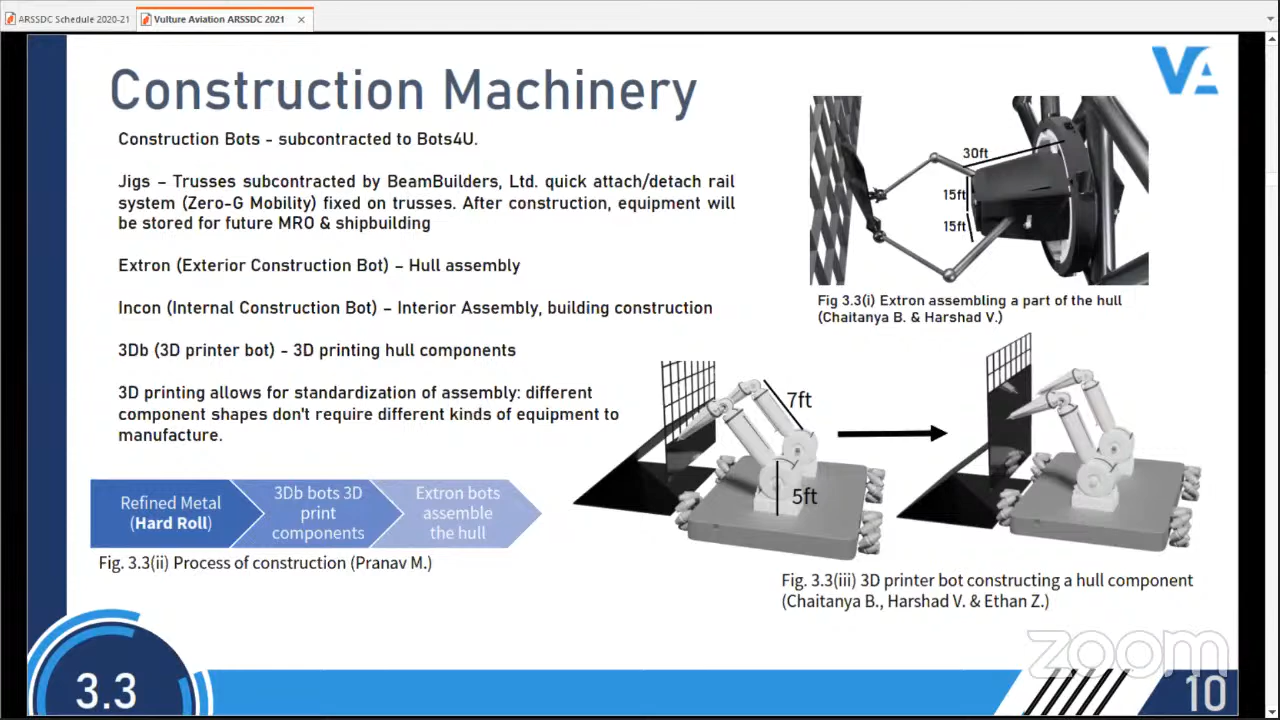 ARSSDC Schedule 2020-21
Vulture Aviation ARSSDC 2021
VA
Construction Machinery
Construction Bots - subcontracted to Bots4U.
Jigs – Trusses subcontracted by BeamBuilders, Ltd. quick attach/detach rail
system (Zero-G Mobility) fixed on trusses. After construction, equipment will
be stored for future MRO & shipbuilding
Extron (Exterior Construction Bot) – Hull assembly
Incon (Internal Construction Bot) – Interior Assembly, building construction
3Db (3D printer bot) - 3D printing hull components
3D printing allows for standardization of assembly: different
component shapes don't require different kinds of equipment to
manufacture.
30ft
15ft
15ft
Fig 3.3(i) Extron assembling a part of the hull
(Chaitanya B. & Harshad V.)
7ft
5ft
Refined Metal
(Hard Roll)
3Db bots 3D
print
components
Extron bots
assemble
the hull
Fig. 3.3(ii) Process of construction (Pranav M.)
Fig. 3.3(iii) 3D printer bot constructing a hull component
(Chaitanya B., Harshad V. & Ethan Z.)
zoom
3.3
10